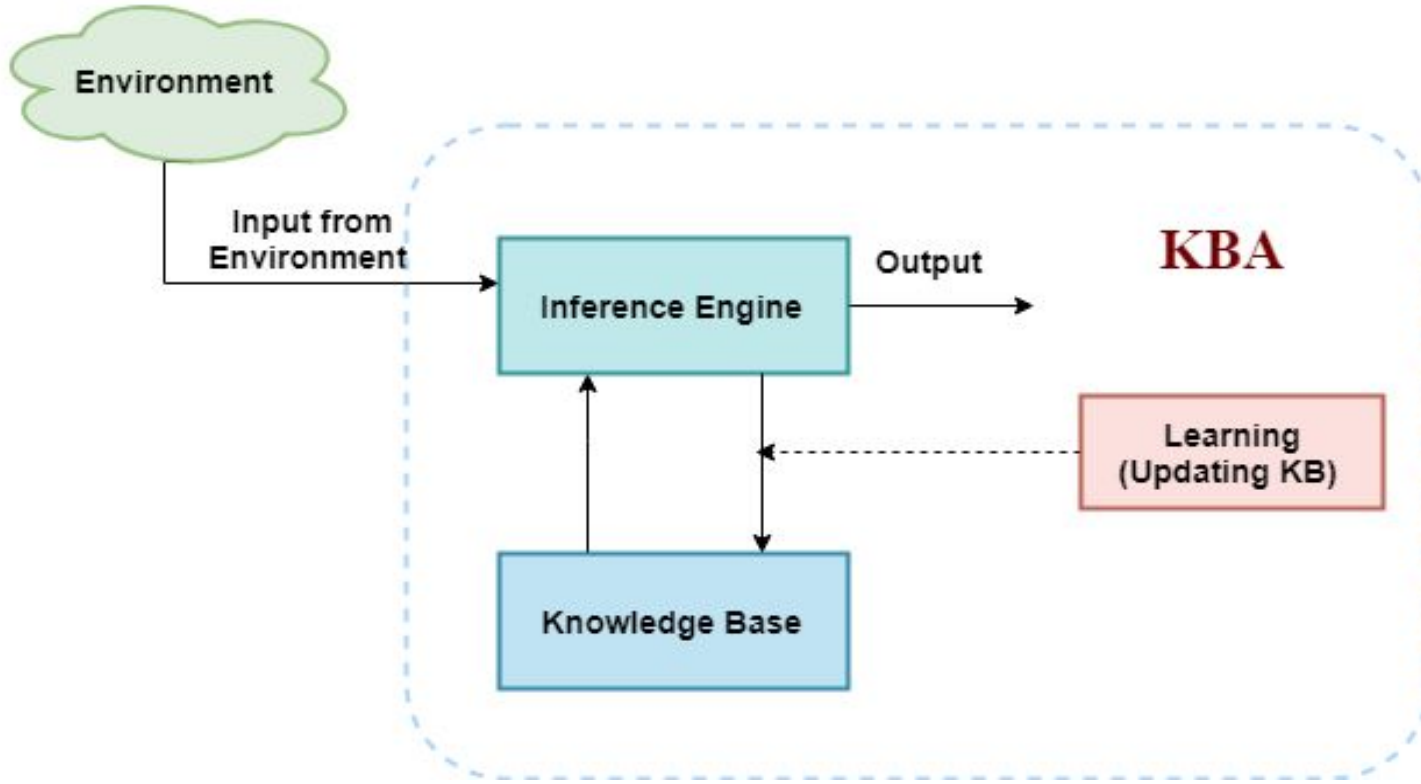 Environment
Input from
Environment
Inference Engine
Output
KBA
Learning
(Updating KB)
Knowledge Base